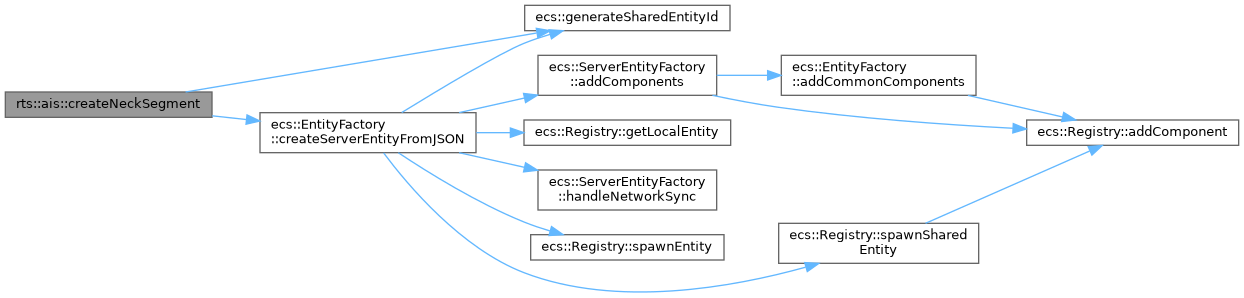 rts::ais::createNeckSegment
ecs::EntityFactory
::createServerEntityFromJSON
ecs::generateSharedEntityId
ecs::ServerEntityFactory
::addComponents
ecs::Registry::getLocalEntity
ecs::ServerEntityFactory
::handleNetworkSync
ecs::Registry::spawnEntity
ecs::EntityFactory
::addCommonComponents
ecs::Registry::spawnShared
Entity
ecs::Registry::addComponent